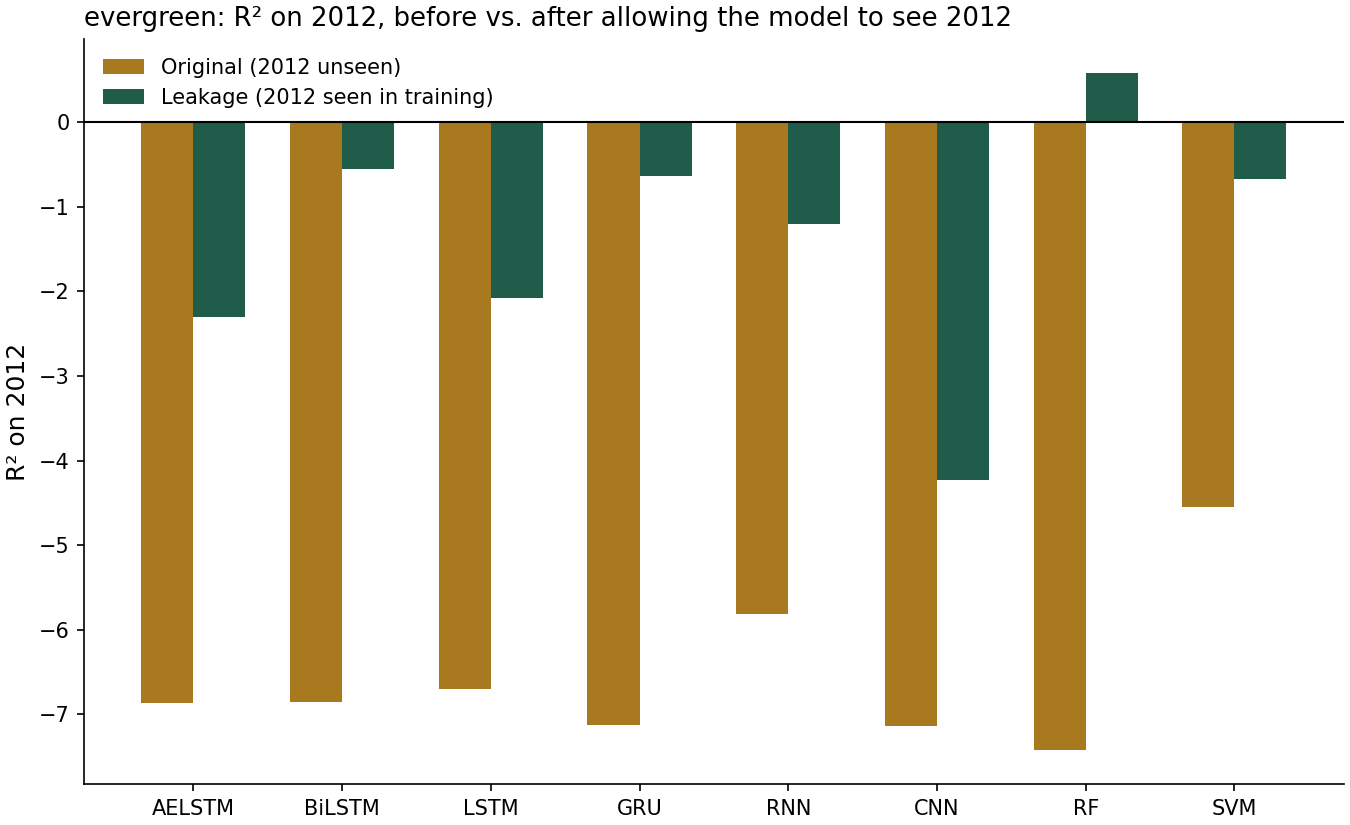 evergreen: R² on 2012, before vs. after allowing the model to see 2012
Original (2012 unseen)
Leakage (2012 seen in training)
R² on 2012
0
−1
−2
−3
−4
−5
−6
−7
AELSTM
BiLSTM
LSTM
GRU
RNN
CNN
RF
SVM